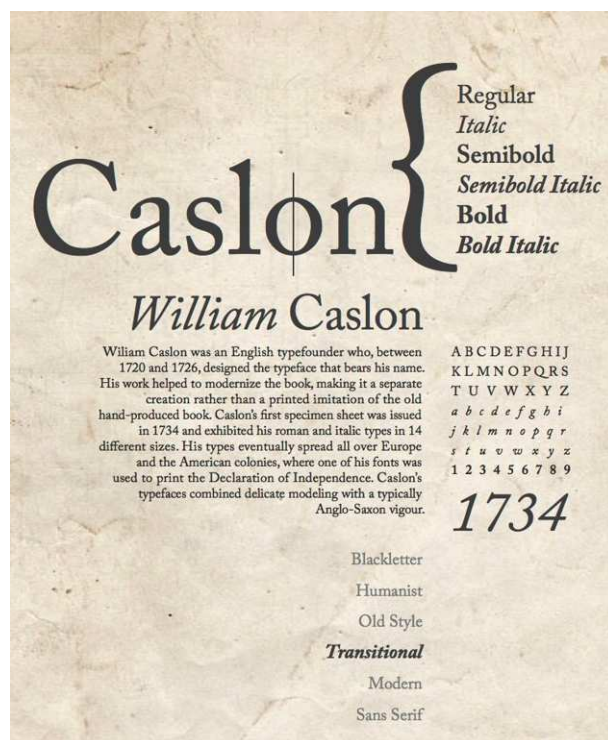 Caslon
Regular
Italic
Semibold
Semibold Italic
Bold
Bold Italic
William Caslon
Wiliam Caslon was an English typefounder who, between
1720 and 1726, designed the typeface that bears his name.
His work helped to modernize the book, making it a separate
creation rather than a printed imitation of the old
hand-produced book. Caslon's first specimen sheet was issued
in 1734 and exhibited his roman and italic types in 14
different sizes. His types eventually spread all over Europe
and the American colonies, where one of his fonts was
used to print the Declaration of Independence. Caslon's
typefaces combined delicate modeling with a typically
Anglo-Saxon vigour.
A B C D E F G H I J
K L M N O P Q R S
T U V W X Y Z
a b c d e f g h i
j k l m n o p q r
s t u v w x y z
1 2 3 4 5 6 7 8 9
1734
Blackletter
Humanist
Old Style
Transitional
Modern
Sans Serif